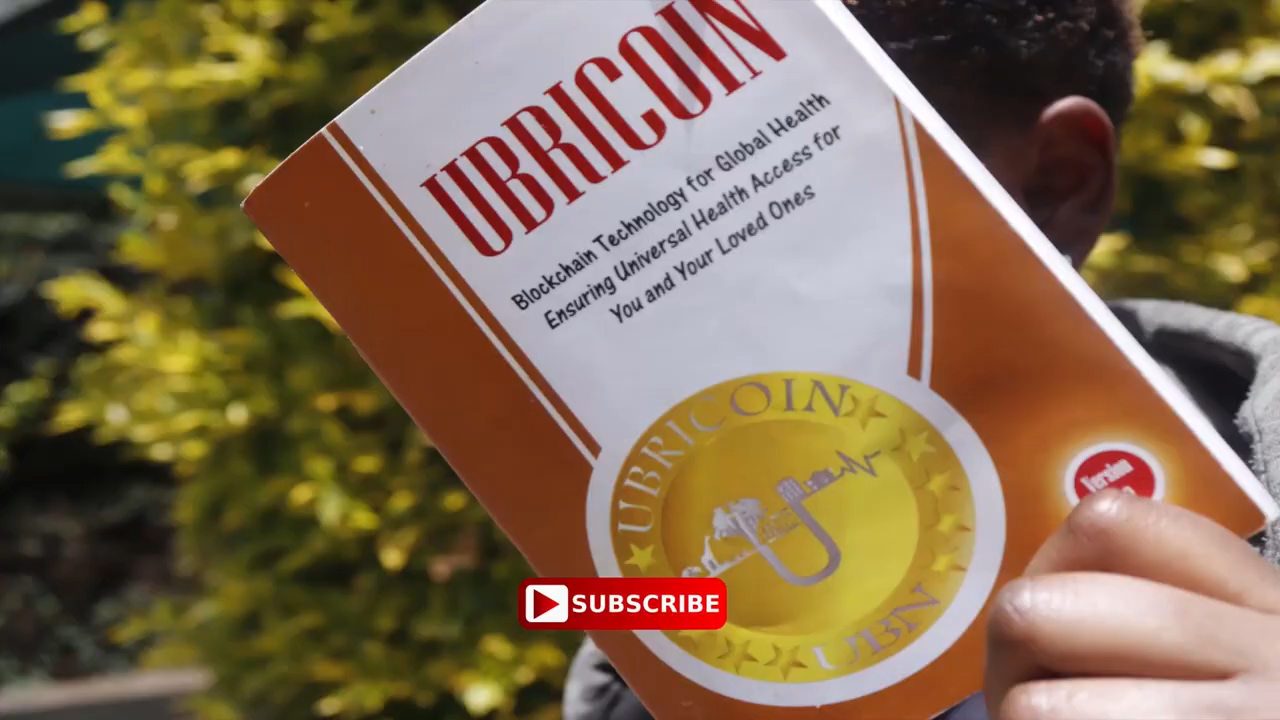 UBRICOIN
Blockchain Technology for Global Health
Ensuring Universal Health Access for
You and Your Loved Ones
UBRICOIN
UBN
Version
SUBSCRIBE